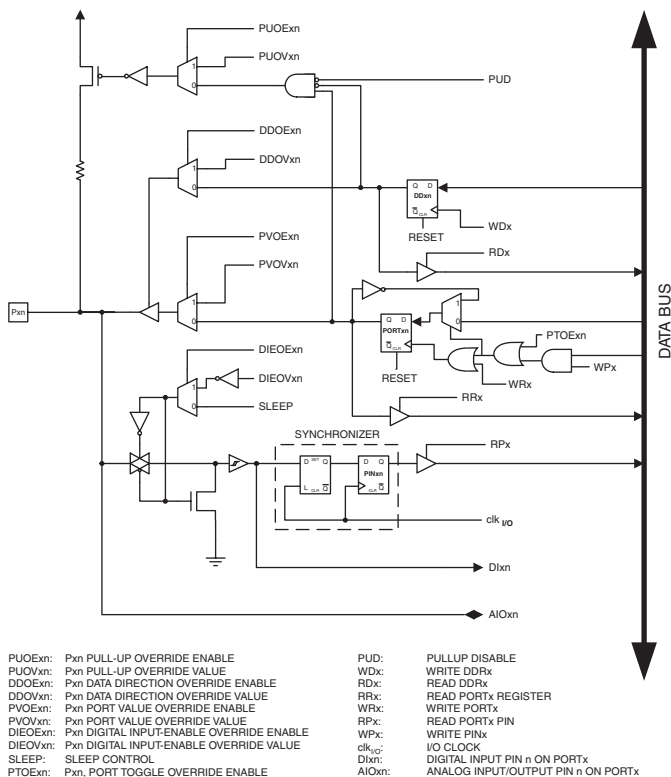 PUOExn
PUOVxn
1
0
PUD
DDOExn
DDOVxn
1
0
Q D
DDxn
Q CLR
WDx
RESET
RDx
PVOExn
PVOVxn
1
0
Pxn
1
0
Q D
PORTxn
Q CLR
PTOExn
WPx
RESET
WRx
RRx
DIEOExn
DIEOVxn
1
0
SLEEP
SYNCHRONIZER
RPx
D SET Q
L CLR Q
D Q
PINxn
CLR Q
clk I/O
DIxn
AIOxn
DATA BUS
PUOExn: Pxn PULL-UP OVERRIDE ENABLE
PUOVxn: Pxn PULL-UP OVERRIDE VALUE
DDOExn: Pxn DATA DIRECTION OVERRIDE ENABLE
DDOVxn: Pxn DATA DIRECTION OVERRIDE VALUE
PVOExn: Pxn PORT VALUE OVERRIDE ENABLE
PVOVxn: Pxn PORT VALUE OVERRIDE VALUE
DIEOExn: Pxn DIGITAL INPUT-ENABLE OVERRIDE ENABLE
DIEOVxn: Pxn DIGITAL INPUT-ENABLE OVERRIDE VALUE
SLEEP: SLEEP CONTROL
PTOExn: Pxn, PORT TOGGLE OVERRIDE ENABLE
PUD: PULLUP DISABLE
WDx: WRITE DDRx
RDx: READ DDRx
RRx: READ PORTx REGISTER
WRx: WRITE PORTx
RPx: READ PORTx PIN
WPx: WRITE PINx
clkI/O: I/O CLOCK
DIxn: DIGITAL INPUT PIN n ON PORTx
AIOxn: ANALOG INPUT/OUTPUT PIN n ON PORTx